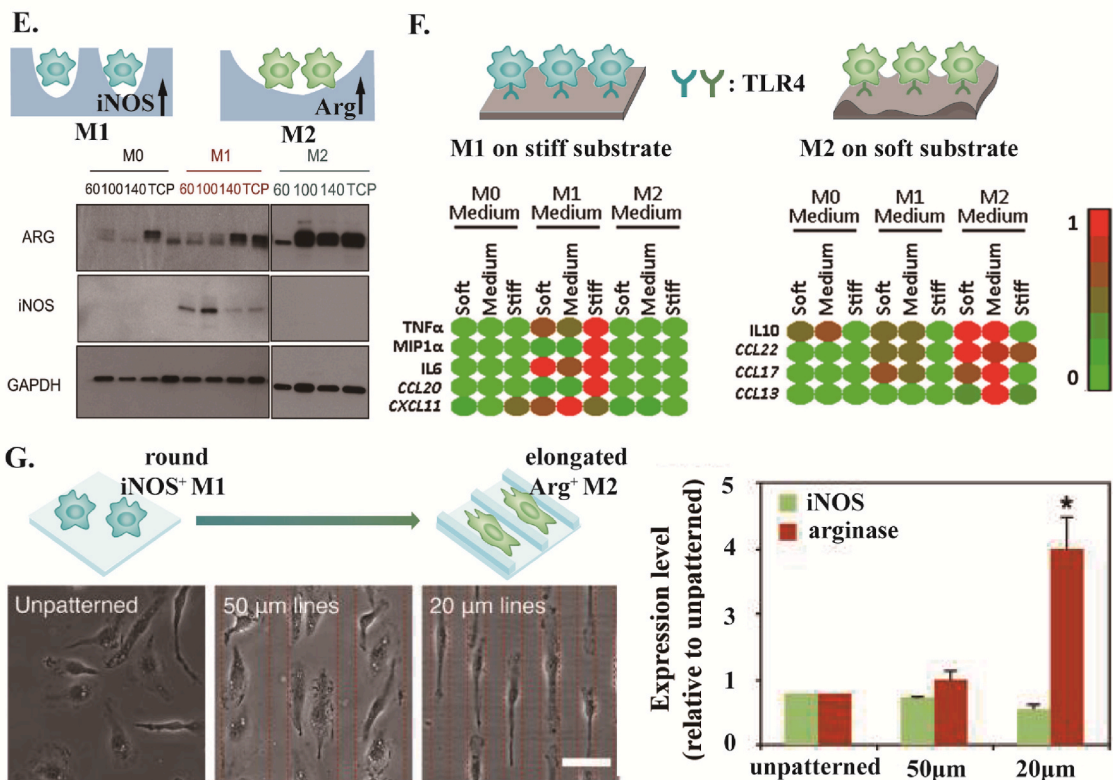 E.
iNOS
Arg
M1
M2
M0 M1 M2
60 100 140 TCP 60 100 140 TCP 60 100 140 TCP
ARG
iNOS
GAPDH
F.
: TLR4
M1 on stiff substrate
M2 on soft substrate
M0 M1 M2
Medium Medium Medium
Soft Medium Stiff Soft Medium Stiff Soft Medium Stiff
TNFα
MIP1α
IL6
CCL20
CXCL11
M0 M1 M2
Medium Medium Medium
Soft Medium Stiff Soft Medium Stiff Soft Medium Stiff
IL10
CCL22
CCL17
CCL13
1
0
G.
round
iNOS⁺ M1
elongated
Arg⁺ M2
Unpatterned
50 µm lines
20 µm lines
Expression level
(relative to unpatterned)
5
4
3
2
1
0
iNOS
arginase
*
unpatterned 50µm 20µm